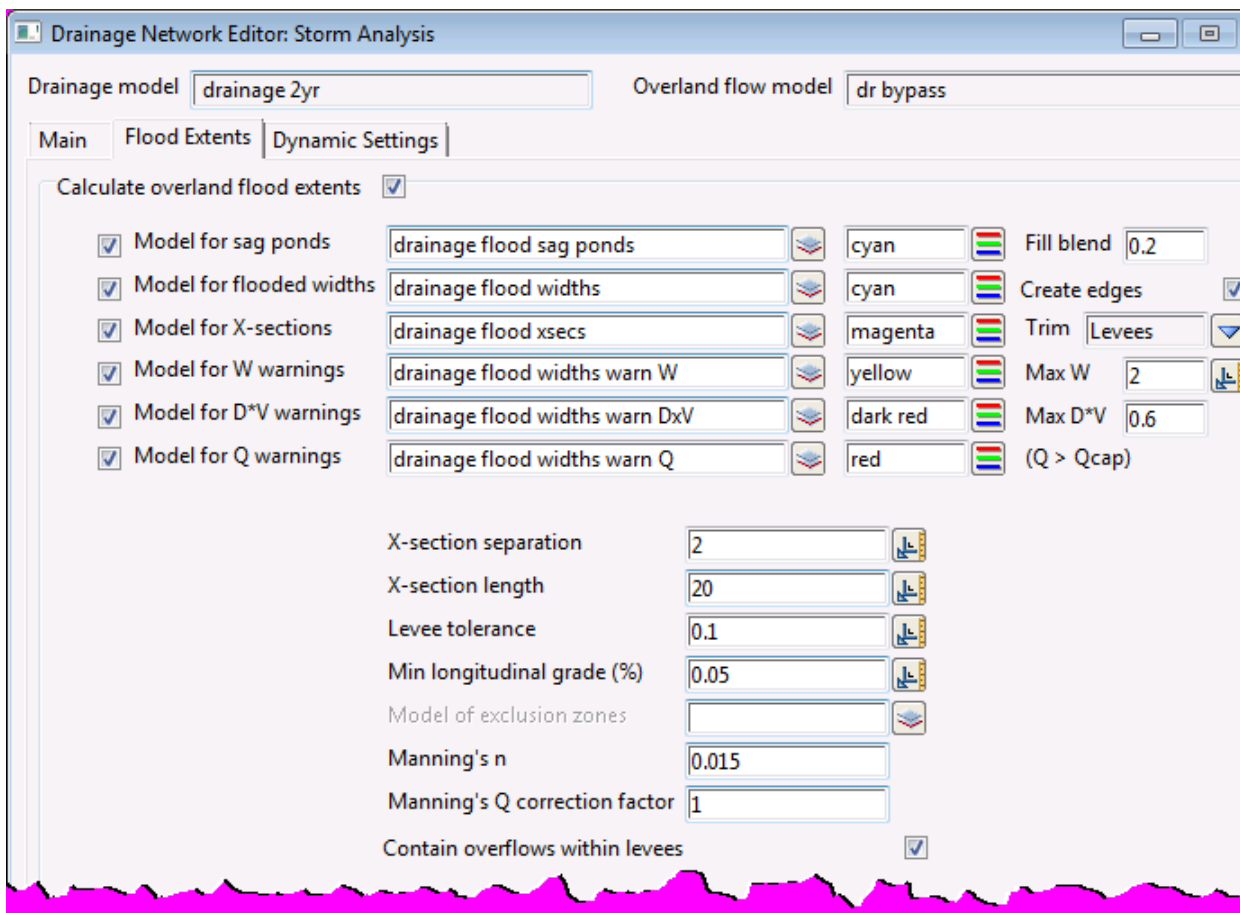 Drainage Network Editor: Storm Analysis
Drainage model drainage 2yr Overland flow model dr bypass
Main Flood Extents Dynamic Settings
Calculate overland flood extents
Model for sag ponds drainage flood sag ponds cyan Fill blend 0.2
Model for flooded widths drainage flood widths cyan Create edges
Model for X-sections drainage flood xsecs magenta Trim Levees
Model for W warnings drainage flood widths warn W yellow Max W 2
Model for D*V warnings drainage flood widths warn DxV dark red Max D*V 0.6
Model for Q warnings drainage flood widths warn Q red (Q > Qcap)
X-section separation 2
X-section length 20
Levee tolerance 0.1
Min longitudinal grade (%) 0.05
Model of exclusion zones
Manning's n 0.015
Manning's Q correction factor 1
Contain overflows within levees